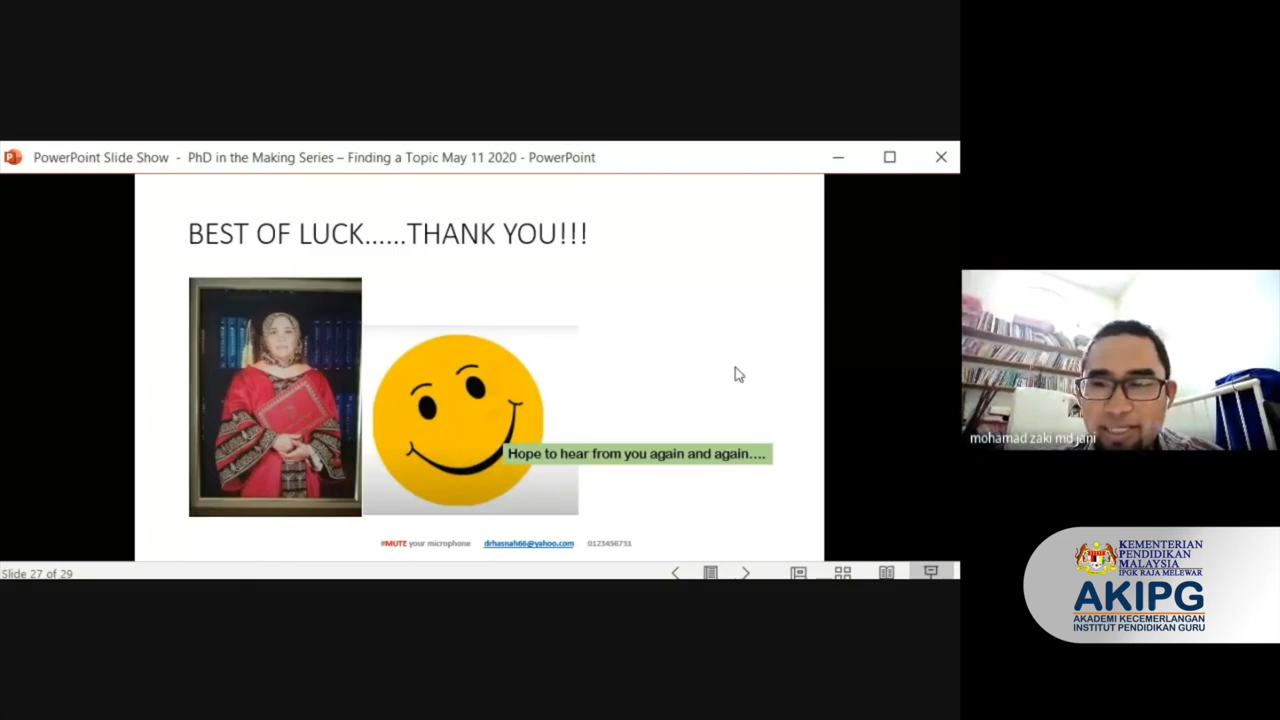 PowerPoint Slide Show - PhD in the Making Series – Finding a Topic May 11 2020 - PowerPoint
BEST OF LUCK......THANK YOU!!!
Hope to hear from you again and again....
#MUTE your microphone drhasnah66@yahoo.com 0123456731
Slide 27 of 29
mohamad zaki md jani
KEMENTERIAN
PENDIDIKAN
MALAYSIA
IPGK RAJA MELEWAR
AKIPG
AKADEMI KECEMERLANGAN
INSTITUT PENDIDIKAN GURU